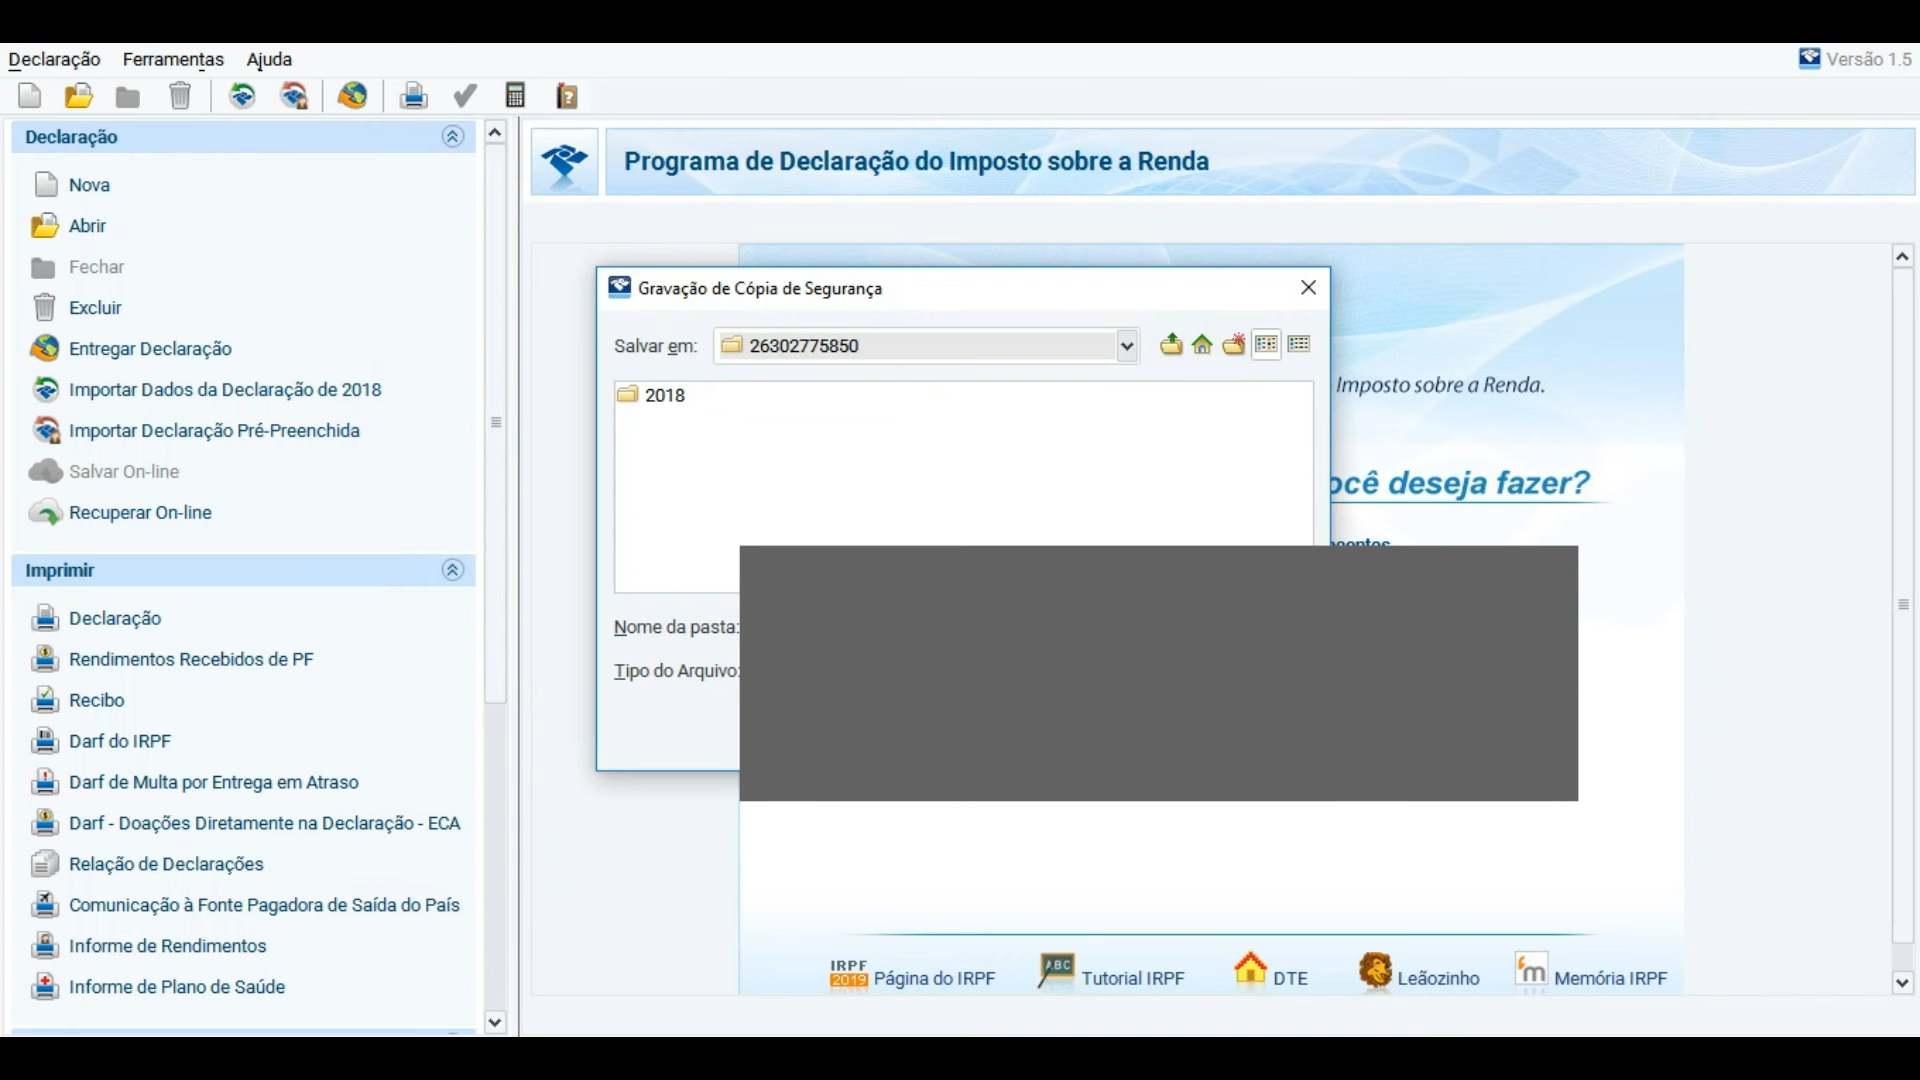 Declaração Ferramentas Ajuda
Versão 1.5
Declaração
Nova
Abrir
Fechar
Excluir
Entregar Declaração
Importar Dados da Declaração de 2018
Importar Declaração Pré-Preenchida
Salvar On-line
Recuperar On-line
Imprimir
Declaração
Rendimentos Recebidos de PF
Recibo
Darf do IRPF
Darf de Multa por Entrega em Atraso
Darf - Doações Diretamente na Declaração - ECA
Relação de Declarações
Comunicação à Fonte Pagadora de Saída do País
Informe de Rendimentos
Informe de Plano de Saúde
Programa de Declaração do Imposto sobre a Renda
Gravação de Cópia de Segurança
Salvar em: 26302775850
2018
Nome da pasta:
Tipo do Arquivo:
Imposto sobre a Renda.
ocê deseja fazer?
IRPF 2019 Página do IRPF
ABC Tutorial IRPF
DTE
Leãozinho
m Memória IRPF